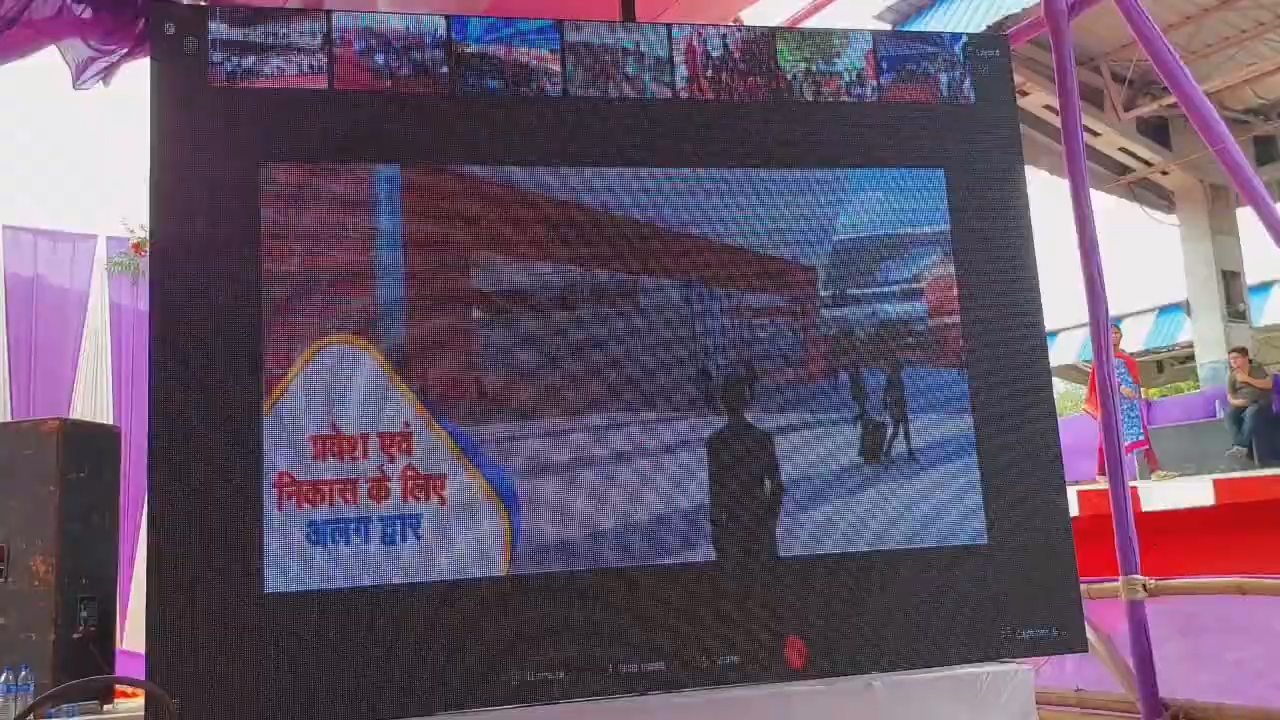 प्रवेश एवं
निकास के लिए
अलग द्वार